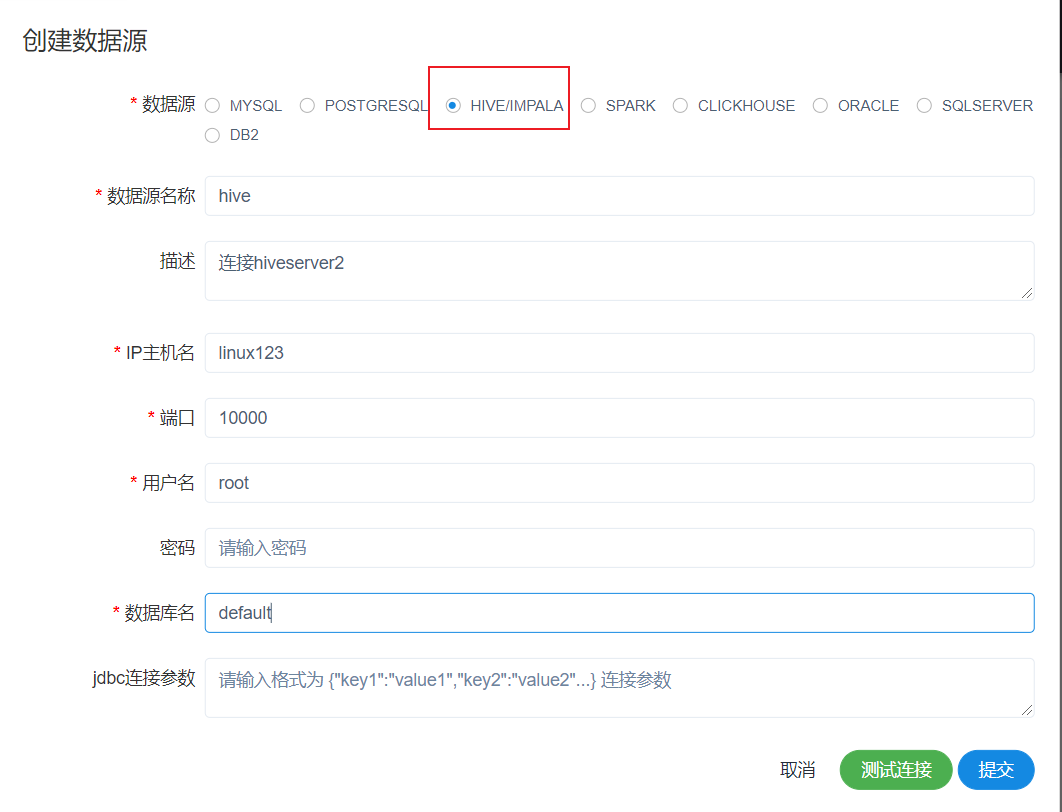 创建数据源
* 数据源 MYSQL POSTGRESQL HIVE/IMPALA SPARK CLICKHOUSE ORACLE SQLSERVER
DB2
* 数据源名称 hive
描述 连接hiveserver2
* IP主机名 linux123
* 端口 10000
* 用户名 root
密码 请输入密码
* 数据库名 default
jdbc连接参数 请输入格式为 {"key1":"value1","key2":"value2"...} 连接参数
取消 测试连接 提交